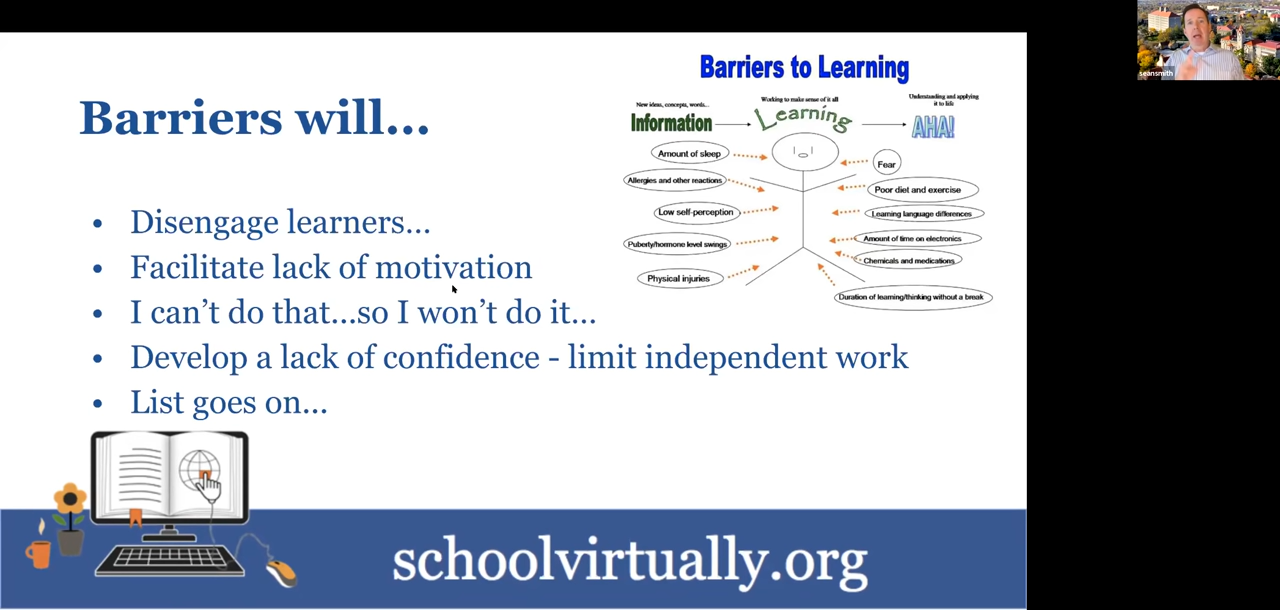 Barriers will...
• Disengage learners...
• Facilitate lack of motivation
• I can't do that...so I won't do it...
• Develop a lack of confidence - limit independent work
• List goes on...
Barriers to Learning
New ideas, concepts, words...
Working to make sense of it all
Understanding and applying
it to life
Information
Learning
AHA!
Amount of sleep
Allergies and other reactions
Low self-perception
Puberty/hormone level swings
Physical injuries
Fear
Poor diet and exercise
Learning language differences
Amount of time on electronics
Chemicals and medications
Duration of learning/thinking without a break
schoolvirtually.org
seansmith